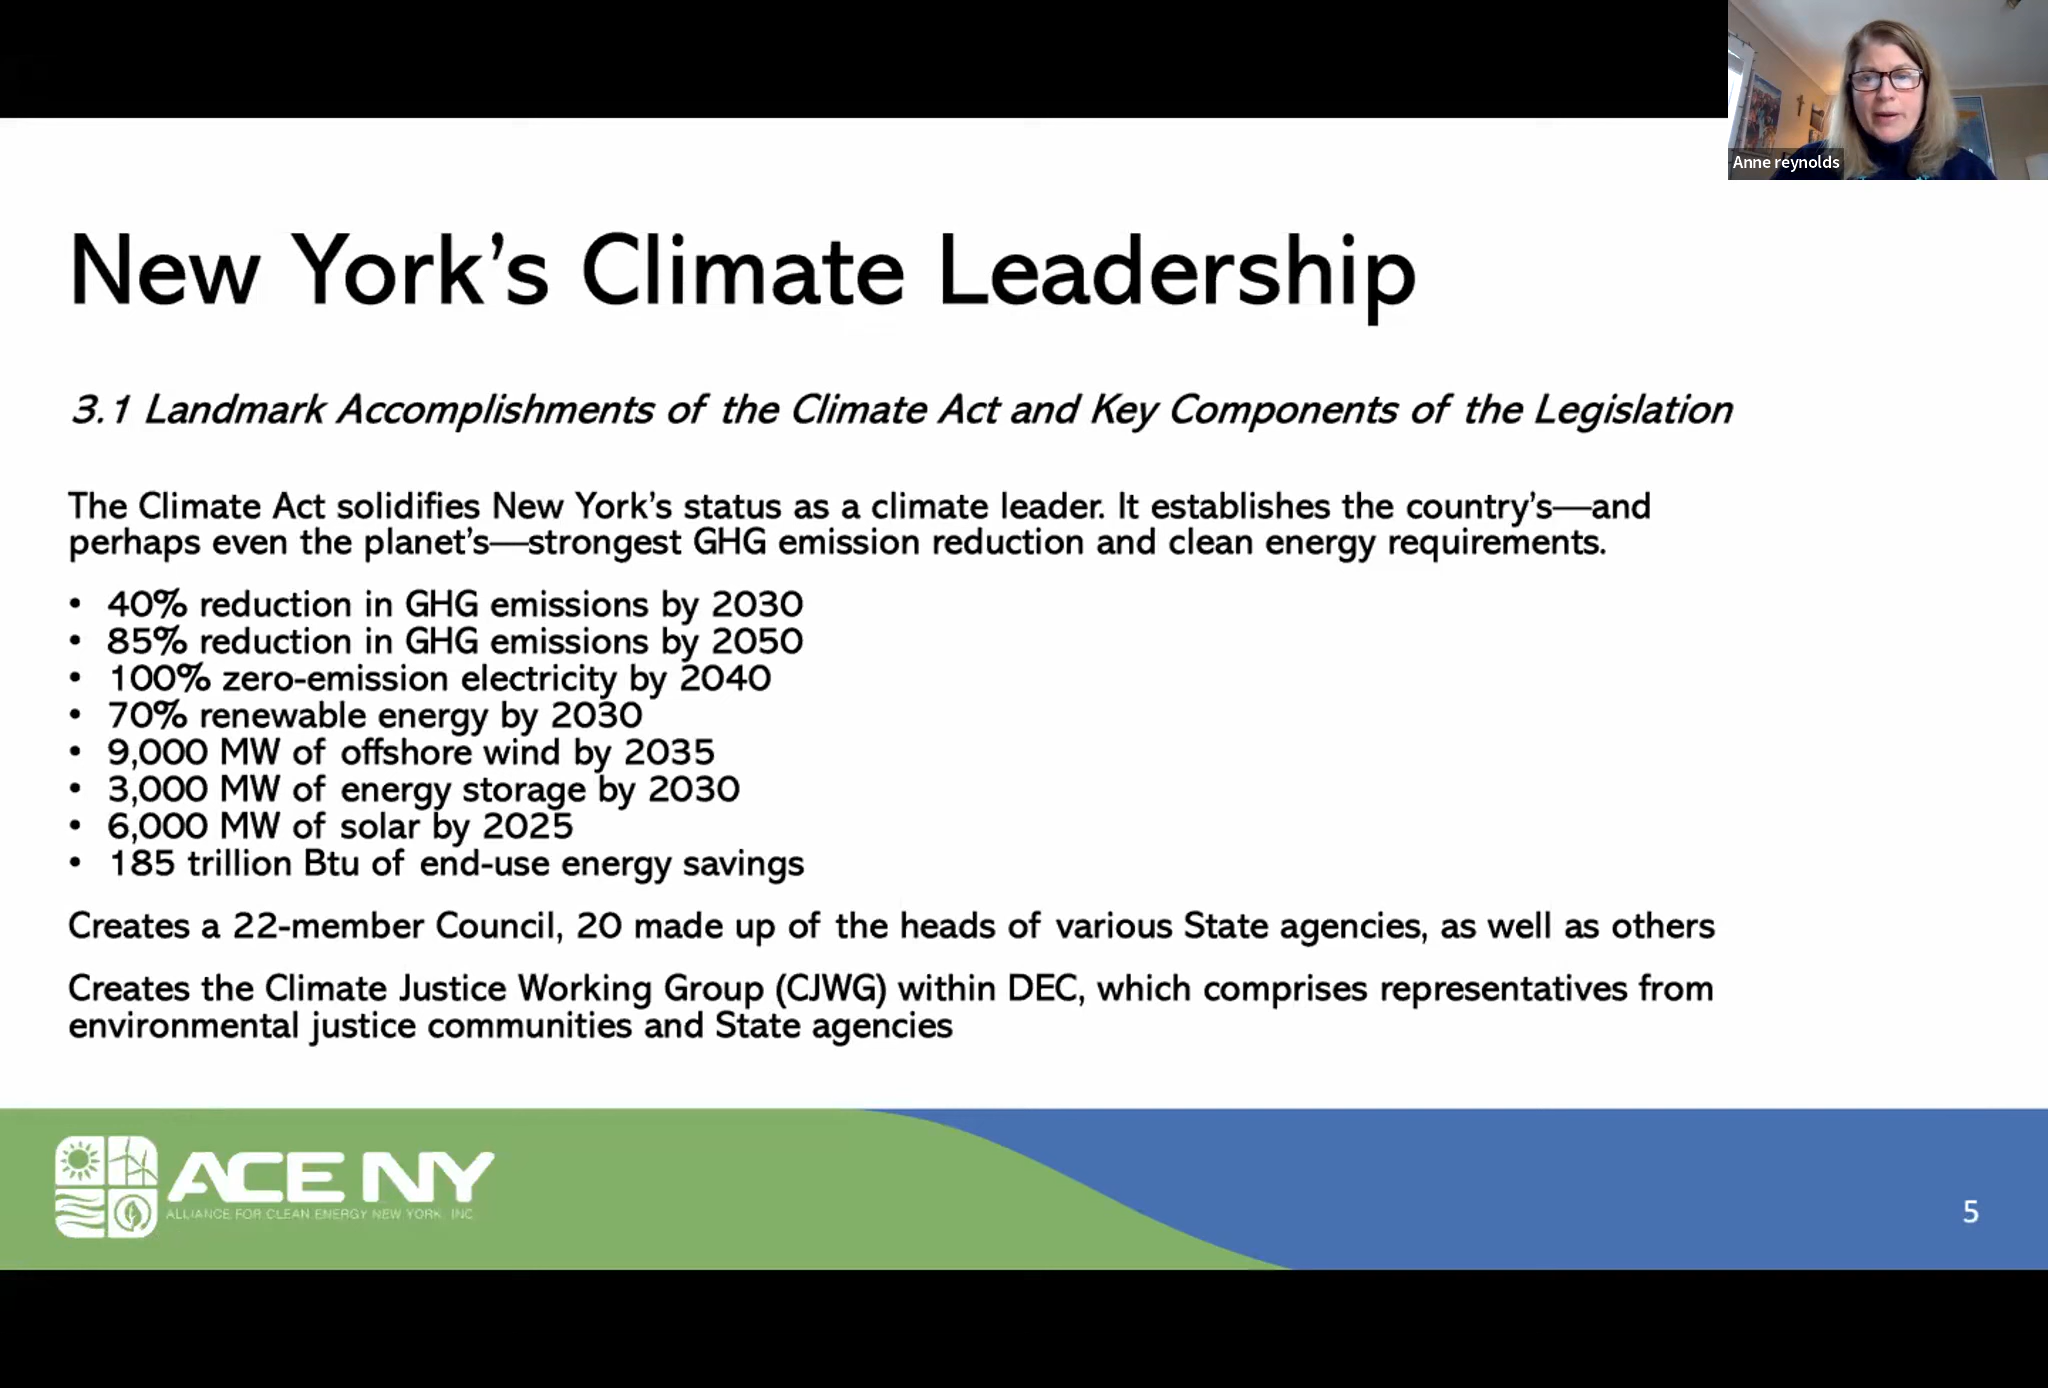 Anne reynolds
New York’s Climate Leadership
3.1 Landmark Accomplishments of the Climate Act and Key Components of the Legislation
The Climate Act solidifies New York’s status as a climate leader. It establishes the country’s—and
perhaps even the planet’s—strongest GHG emission reduction and clean energy requirements.
• 40% reduction in GHG emissions by 2030
• 85% reduction in GHG emissions by 2050
• 100% zero-emission electricity by 2040
• 70% renewable energy by 2030
• 9,000 MW of offshore wind by 2035
• 3,000 MW of energy storage by 2030
• 6,000 MW of solar by 2025
• 185 trillion Btu of end-use energy savings
Creates a 22-member Council, 20 made up of the heads of various State agencies, as well as others
Creates the Climate Justice Working Group (CJWG) within DEC, which comprises representatives from
environmental justice communities and State agencies
ACE NY
ALLIANCE FOR CLEAN ENERGY NEW YORK, INC
5